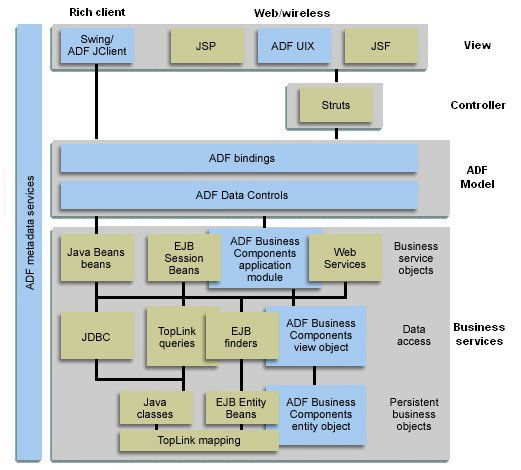 Rich client
Web/wireless
Swing/
ADF JClient
JSP
ADF UIX
JSF
View
Struts
Controller
ADF metadata services
ADF bindings
ADF Data Controls
ADF
Model
Java Beans
beans
EJB
Session
Beans
ADF Business
Components
application
module
Web
Services
Business
service
objects
JDBC
TopLink
queries
EJB
finders
ADF Business
Components
view object
Data
access
Business
services
Java
classes
EJB Entity
Beans
ADF Business
Components
entity object
Persistent
business
objects
TopLink mapping